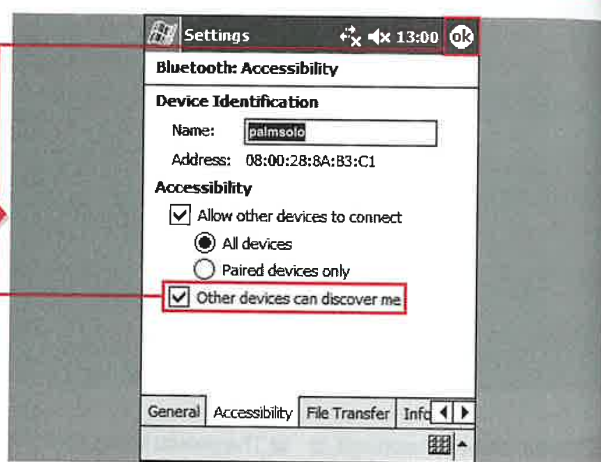 Settings 13:00 ok
Bluetooth: Accessibility
Device Identification
Name: palmsolo
Address: 08:00:28:8A:B3:C1
Accessibility
Allow other devices to connect
All devices
Paired devices only
Other devices can discover me
General Accessibility File Transfer Info